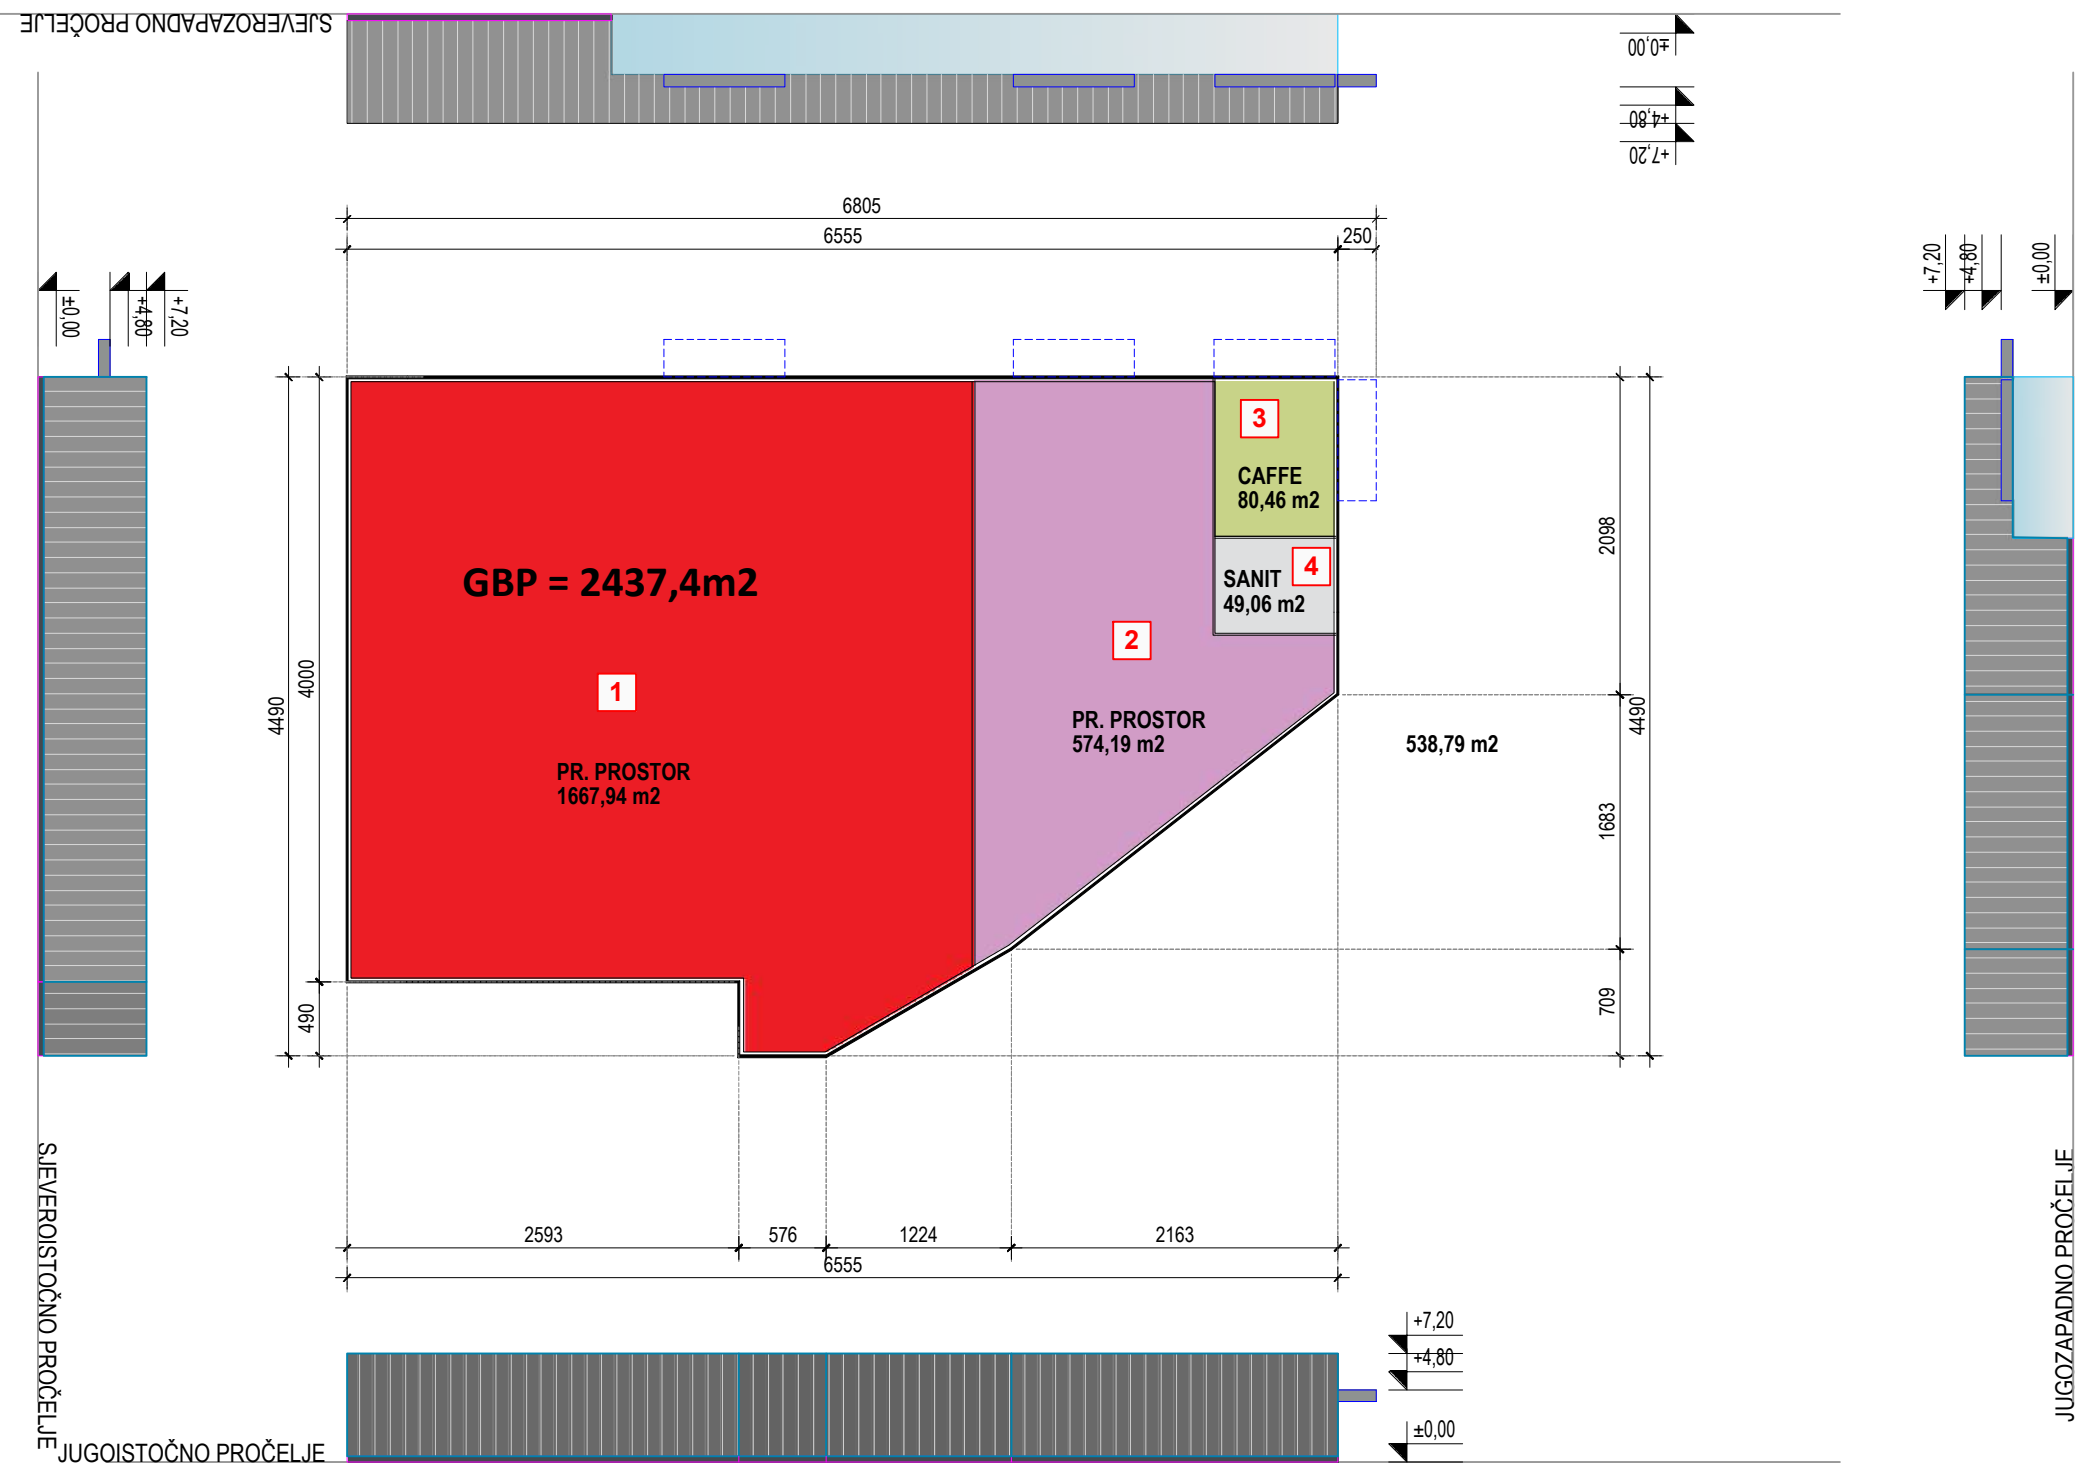 SJEVEROZAPADNO PROČELJE
±0,00
+4,80
+7,20
6805
6555
250
±0,00
+4,80
+7,20
+7,20
+4,80
±0,00
3
CAFFE
80,46 m2
GBP = 2437,4m2
4
SANIT
49,06 m2
2098
2
1
4000
4490
PR. PROSTOR
574,19 m2
538,79 m2
4490
PR. PROSTOR
1667,94 m2
1683
490
709
SJEVEROISTOČNO PROČELJE
JUGOZAPADNO PROČELJE
2593
576
1224
2163
6555
+7,20
+4,80
±0,00
JUGOISTOČNO PROČELJE